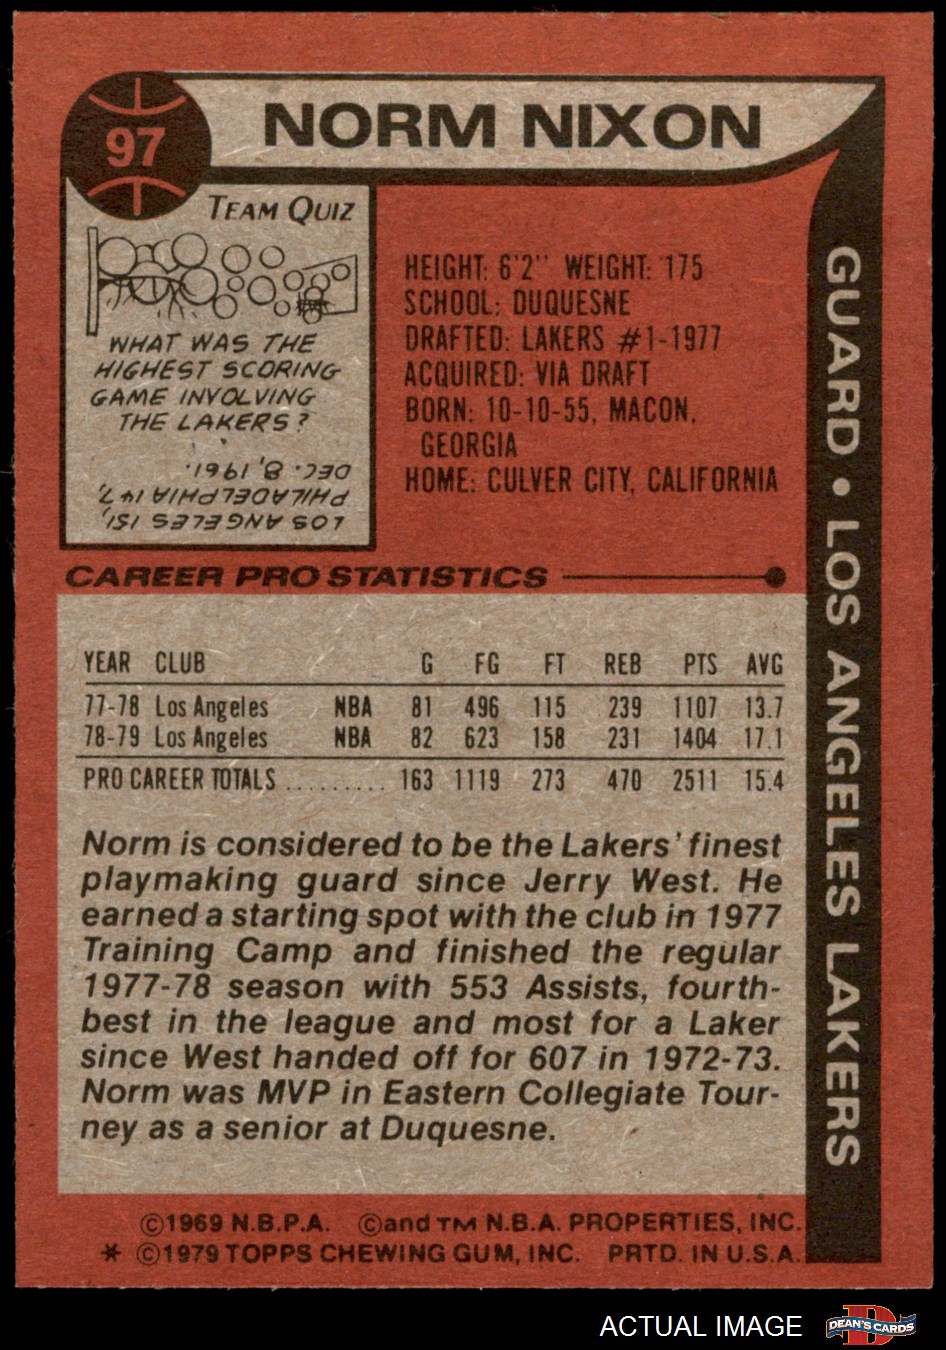 97
NORM NIXON
TEAM QUIZ
WHAT WAS THE
HIGHEST SCORING
GAME INVOLVING
THE LAKERS?
LOS ANGELES 151,
PHILADELPHIA 147,
DEC. 8, 1961.
HEIGHT: 6'2" WEIGHT: 175
SCHOOL: DUQUESNE
DRAFTED: LAKERS #1-1977
ACQUIRED: VIA DRAFT
BORN: 10-10-55, MACON,
GEORGIA
HOME: CULVER CITY, CALIFORNIA
GUARD • LOS ANGELES LAKERS
CAREER PRO STATISTICS
YEAR CLUB G FG FT REB PTS AVG
77-78 Los Angeles NBA 81 496 115 239 1107 13.7
78-79 Los Angeles NBA 82 623 158 231 1404 17.1
PRO CAREER TOTALS ......... 163 1119 273 470 2511 15.4
Norm is considered to be the Lakers' finest
playmaking guard since Jerry West. He
earned a starting spot with the club in 1977
Training Camp and finished the regular
1977-78 season with 553 Assists, fourth-
best in the league and most for a Laker
since West handed off for 607 in 1972-73.
Norm was MVP in Eastern Collegiate Tour-
ney as a senior at Duquesne.
©1969 N.B.P.A. ©and TM N.B.A. PROPERTIES, INC.
* ©1979 TOPPS CHEWING GUM, INC. PRTD. IN U.S.A.
ACTUAL IMAGE
DEAN'S CARDS